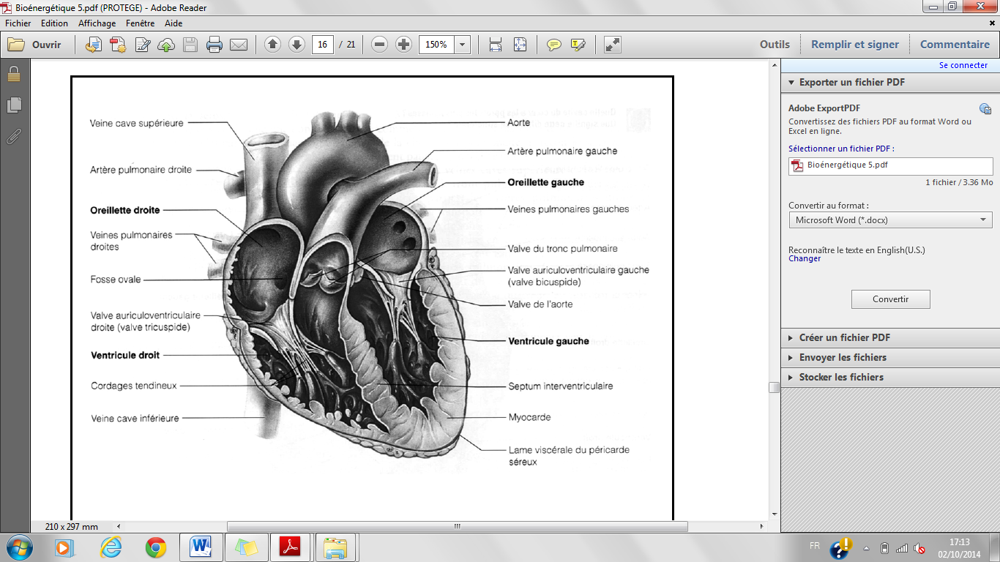 Bioénergétique 5.pdf (PROTEGE) - Adobe Reader
Fichier Edition Affichage Fenêtre Aide
Ouvrir
16 / 21
150%
Outils
Remplir et signer
Commentaire
Se connecter
Exporter un fichier PDF
Adobe ExportPDF
Convertissez des fichiers PDF au format Word ou
Excel en ligne.
Sélectionner un fichier PDF :
Bioénergétique 5.pdf
1 fichier / 3.36 Mo
Convertir au format :
Microsoft Word (*.docx)
Reconnaître le texte en English(U.S.)
Changer
Convertir
Créer un fichier PDF
Envoyer les fichiers
Stocker les fichiers
Veine cave supérieure
Artère pulmonaire droite
Oreillette droite
Veines pulmonaires
droites
Fosse ovale
Valve auriculoventriculaire
droite (valve tricuspide)
Ventricule droit
Cordages tendineux
Veine cave inférieure
Aorte
Artère pulmonaire gauche
Oreillette gauche
Veines pulmonaires gauches
Valve du tronc pulmonaire
Valve auriculoventriculaire gauche
(valve bicuspide)
Valve de l'aorte
Ventricule gauche
Septum interventriculaire
Myocarde
Lame viscérale du péricarde
séreux
210 x 297 mm
FR
17:13
02/10/2014